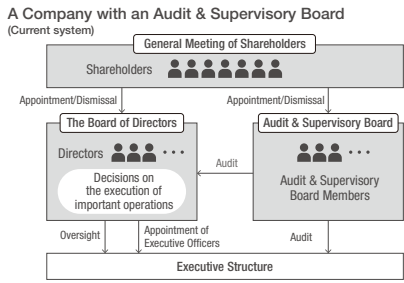 A Company with an Audit & Supervisory Board
(Current system)
General Meeting of Shareholders
Shareholders
Appointment/Dismissal
Appointment/Dismissal
The Board of Directors
Audit & Supervisory Board
Directors
• • •
• • •
Decisions on
the execution of
important operations
Audit
Audit & Supervisory
Board Members
Oversight
Appointment of
Executive Officers
Audit
Executive Structure